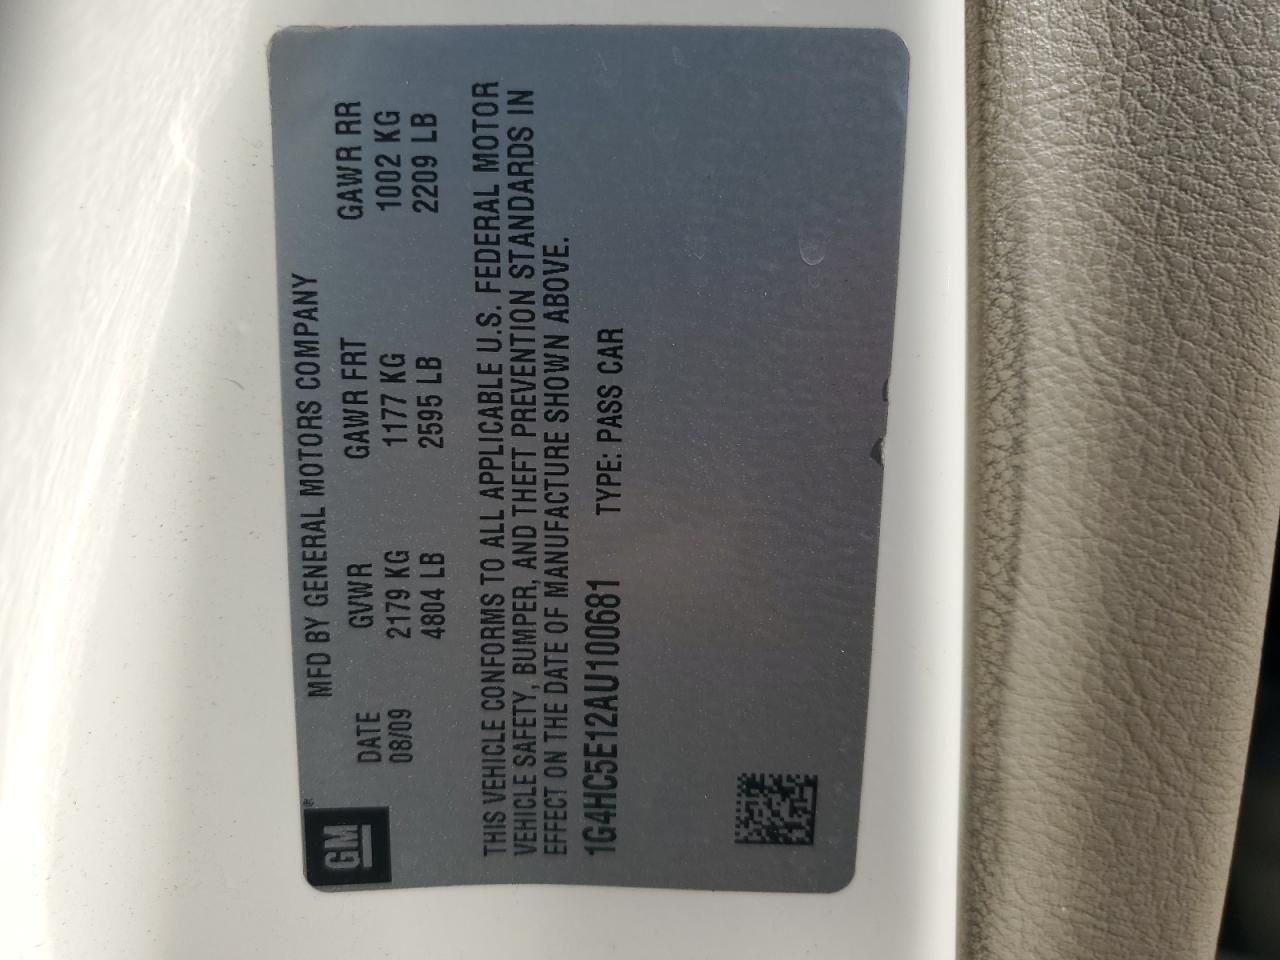 GM ®
MFD BY GENERAL MOTORS COMPANY
DATE GVWR GAWR FRT GAWR RR
08/09 2179 KG 1177 KG 1002 KG
4804 LB 2595 LB 2209 LB
THIS VEHICLE CONFORMS TO ALL APPLICABLE U.S. FEDERAL MOTOR
VEHICLE SAFETY, BUMPER, AND THEFT PREVENTION STANDARDS IN
EFFECT ON THE DATE OF MANUFACTURE SHOWN ABOVE.
1G4HC5E12AU100681 TYPE: PASS CAR